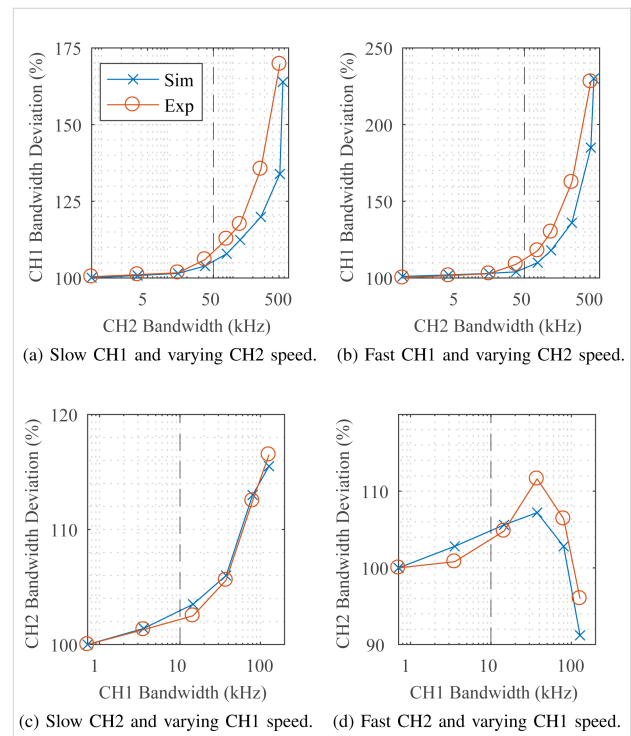 175
150
125
100
CH1 Bandwidth Deviation (%)
Sim
Exp
5
50
500
CH2 Bandwidth (kHz)
(a) Slow CH1 and varying CH2 speed.
250
200
150
100
CH1 Bandwidth Deviation (%)
5
50
500
CH2 Bandwidth (kHz)
(b) Fast CH1 and varying CH2 speed.
120
110
100
CH2 Bandwidth Deviation (%)
1
10
100
CH1 Bandwidth (kHz)
(c) Slow CH2 and varying CH1 speed.
110
100
90
CH2 Bandwidth Deviation (%)
1
10
100
CH1 Bandwidth (kHz)
(d) Fast CH2 and varying CH1 speed.